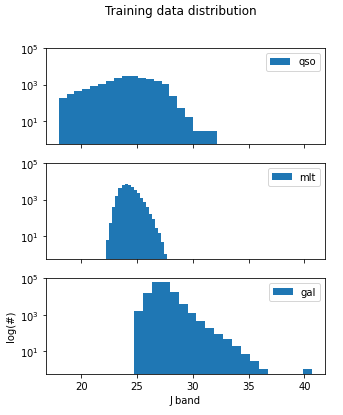 Training data distribution
10^5
10^3
10^1
qso
10^5
10^3
10^1
mlt
10^5
10^3
10^1
gal
log(#)
20 25 30 35 40
J band